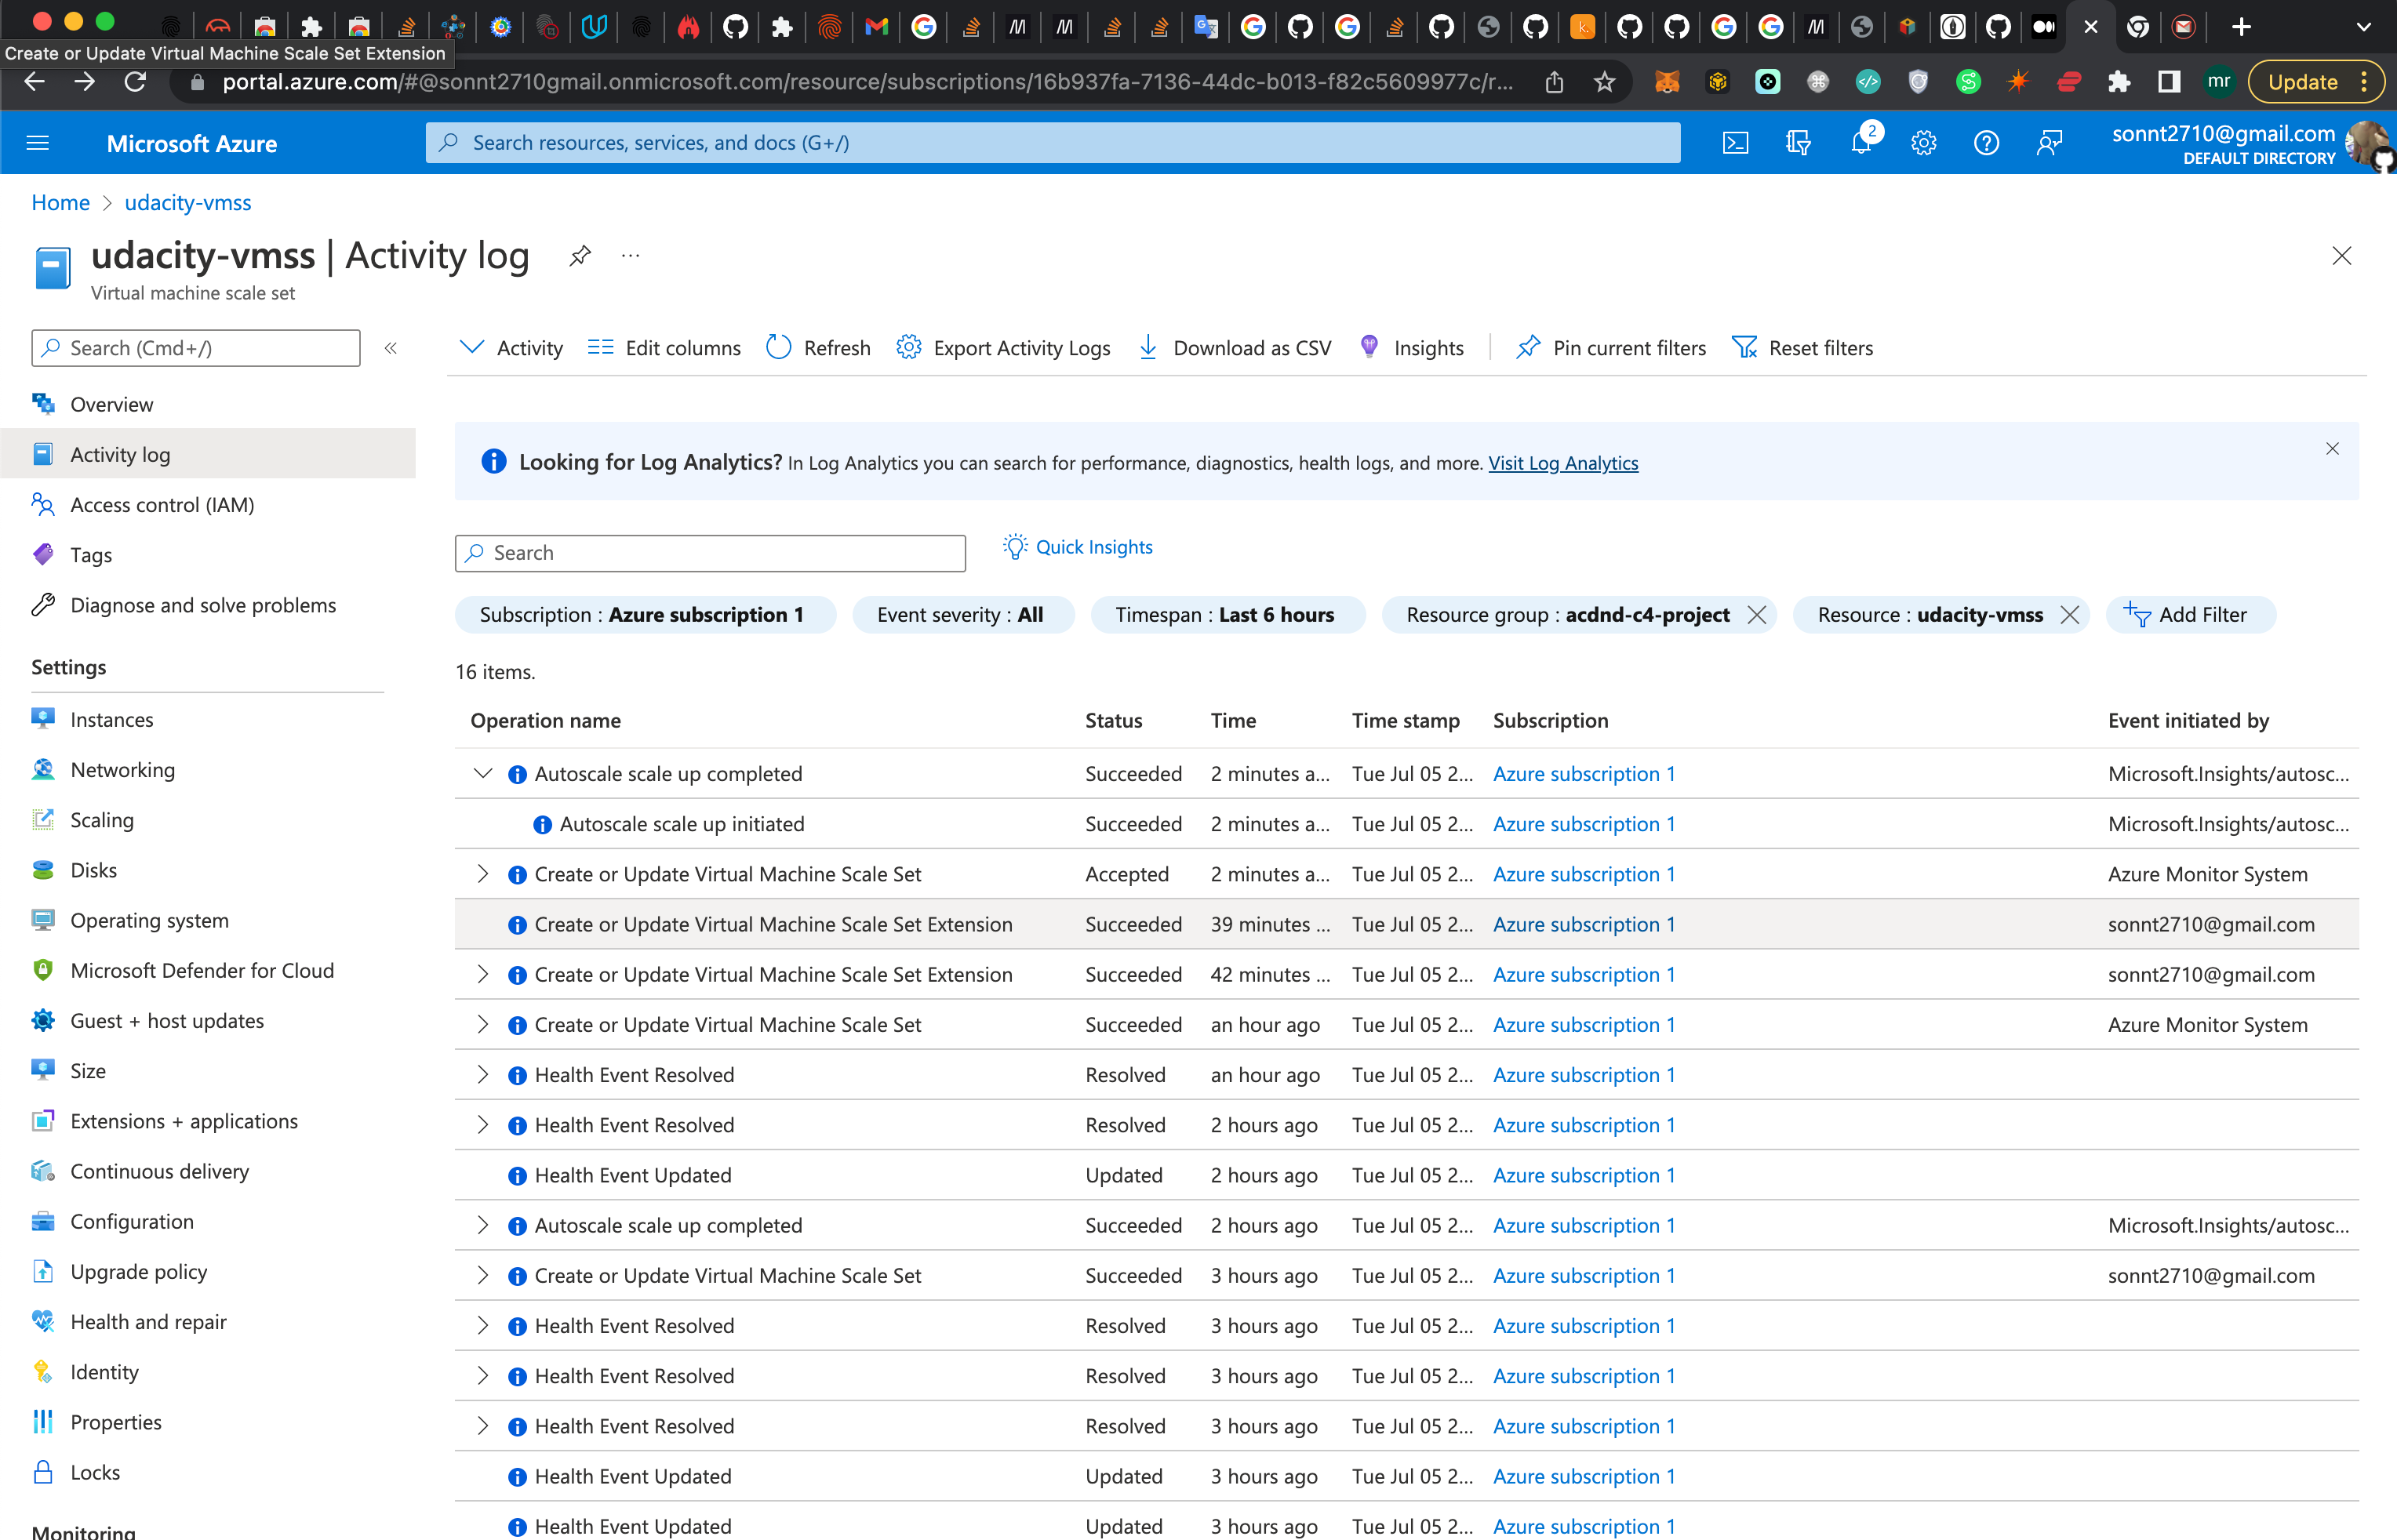 Create or Update Virtual Machine Scale Set Extension
portal.azure.com/#@sonnt2710gmail.onmicrosoft.com/resource/subscriptions/16b937fa-7136-44dc-b013-f82c5609977c/r...
mr
Update
Microsoft Azure
Search resources, services, and docs (G+/)
2
sonnt2710@gmail.com
DEFAULT DIRECTORY
Home > udacity-vmss
udacity-vmss | Activity log
Virtual machine scale set
Search (Cmd+/)
Overview
Activity log
Access control (IAM)
Tags
Diagnose and solve problems
Settings
Instances
Networking
Scaling
Disks
Operating system
Microsoft Defender for Cloud
Guest + host updates
Size
Extensions + applications
Continuous delivery
Configuration
Upgrade policy
Health and repair
Identity
Properties
Locks
Monitoring
Activity Edit columns Refresh Export Activity Logs Download as CSV Insights Pin current filters Reset filters
Looking for Log Analytics? In Log Analytics you can search for performance, diagnostics, health logs, and more. Visit Log Analytics
Search
Quick Insights
Subscription : Azure subscription 1 Event severity : All Timespan : Last 6 hours Resource group : acdnd-c4-project Resource : udacity-vmss Add Filter
16 items.
Operation name Status Time Time stamp Subscription Event initiated by
Autoscale scale up completed Succeeded 2 minutes a... Tue Jul 05 2... Azure subscription 1 Microsoft.Insights/autosc...
Autoscale scale up initiated Succeeded 2 minutes a... Tue Jul 05 2... Azure subscription 1 Microsoft.Insights/autosc...
Create or Update Virtual Machine Scale Set Accepted 2 minutes a... Tue Jul 05 2... Azure subscription 1 Azure Monitor System
Create or Update Virtual Machine Scale Set Extension Succeeded 39 minutes ... Tue Jul 05 2... Azure subscription 1 sonnt2710@gmail.com
Create or Update Virtual Machine Scale Set Extension Succeeded 42 minutes ... Tue Jul 05 2... Azure subscription 1 sonnt2710@gmail.com
Create or Update Virtual Machine Scale Set Succeeded an hour ago Tue Jul 05 2... Azure subscription 1 Azure Monitor System
Health Event Resolved Resolved an hour ago Tue Jul 05 2... Azure subscription 1
Health Event Resolved Resolved 2 hours ago Tue Jul 05 2... Azure subscription 1
Health Event Updated Updated 2 hours ago Tue Jul 05 2... Azure subscription 1
Autoscale scale up completed Succeeded 2 hours ago Tue Jul 05 2... Azure subscription 1 Microsoft.Insights/autosc...
Create or Update Virtual Machine Scale Set Succeeded 3 hours ago Tue Jul 05 2... Azure subscription 1 sonnt2710@gmail.com
Health Event Resolved Resolved 3 hours ago Tue Jul 05 2... Azure subscription 1
Health Event Resolved Resolved 3 hours ago Tue Jul 05 2... Azure subscription 1
Health Event Resolved Resolved 3 hours ago Tue Jul 05 2... Azure subscription 1
Health Event Updated Updated 3 hours ago Tue Jul 05 2... Azure subscription 1
Health Event Updated Updated 3 hours ago Tue Jul 05 2... Azure subscription 1